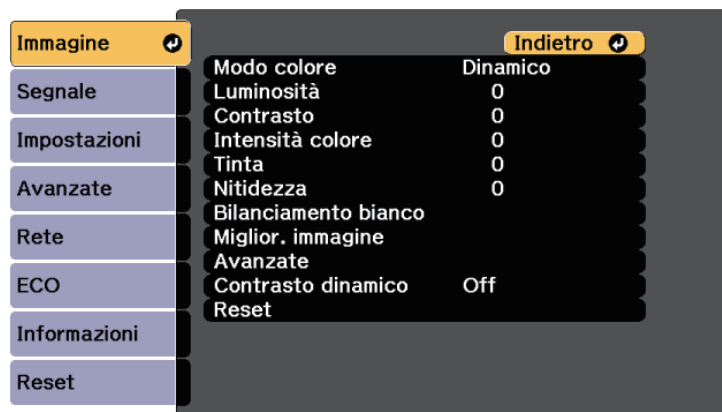 Immagine
Segnale
Impostazioni
Avanzate
Rete
ECO
Informazioni
Reset
Indietro
Modo colore Dinamico
Luminosità 0
Contrasto 0
Intensità colore 0
Tinta 0
Nitidezza 0
Bilanciamento bianco
Miglior. immagine
Avanzate
Contrasto dinamico Off
Reset